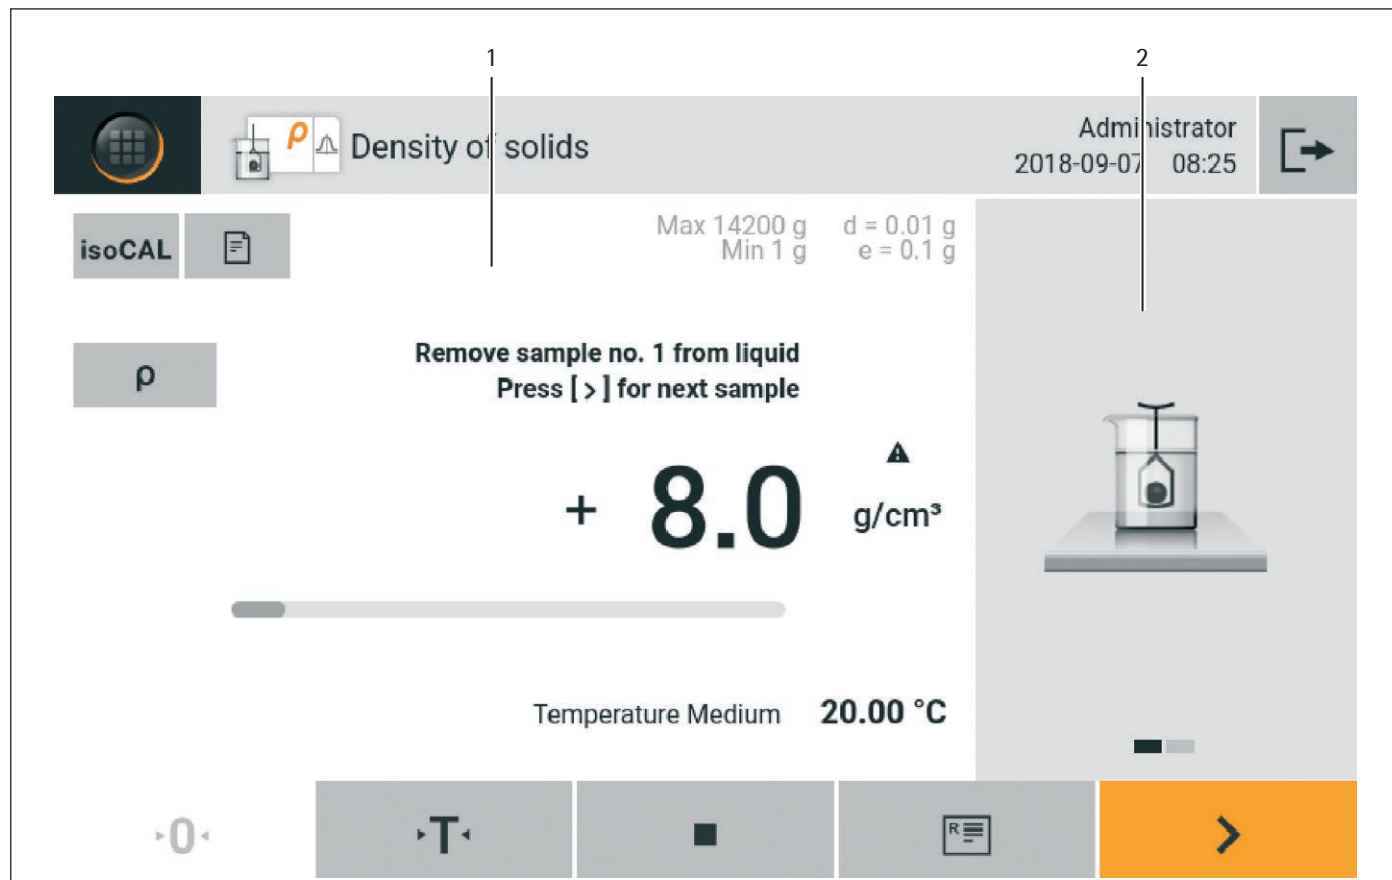 1
2
ρ
Density of solids
Administrator
2018-09-07 08:25
isoCAL
Max 14200 g d = 0.01 g
Min 1 g e = 0.1 g
ρ
Remove sample no. 1 from liquid
Press [ > ] for next sample
+ 8.0 g/cm³
Temperature Medium 20.00 °C
0
T
R
>